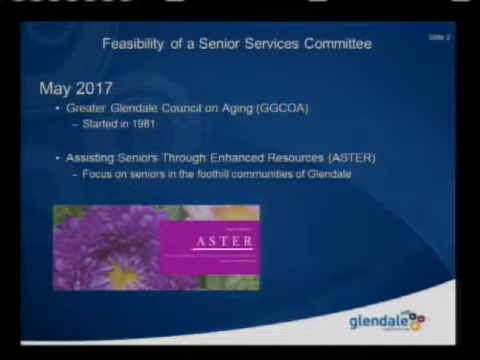 Slide 2
Feasibility of a Senior Services Committee
May 2017
• Greater Glendale Council on Aging (GGCOA)
– Started in 1981
• Assisting Seniors Through Enhanced Resources (ASTER)
– Focus on seniors in the foothill communities of Glendale
ASTER
glendale